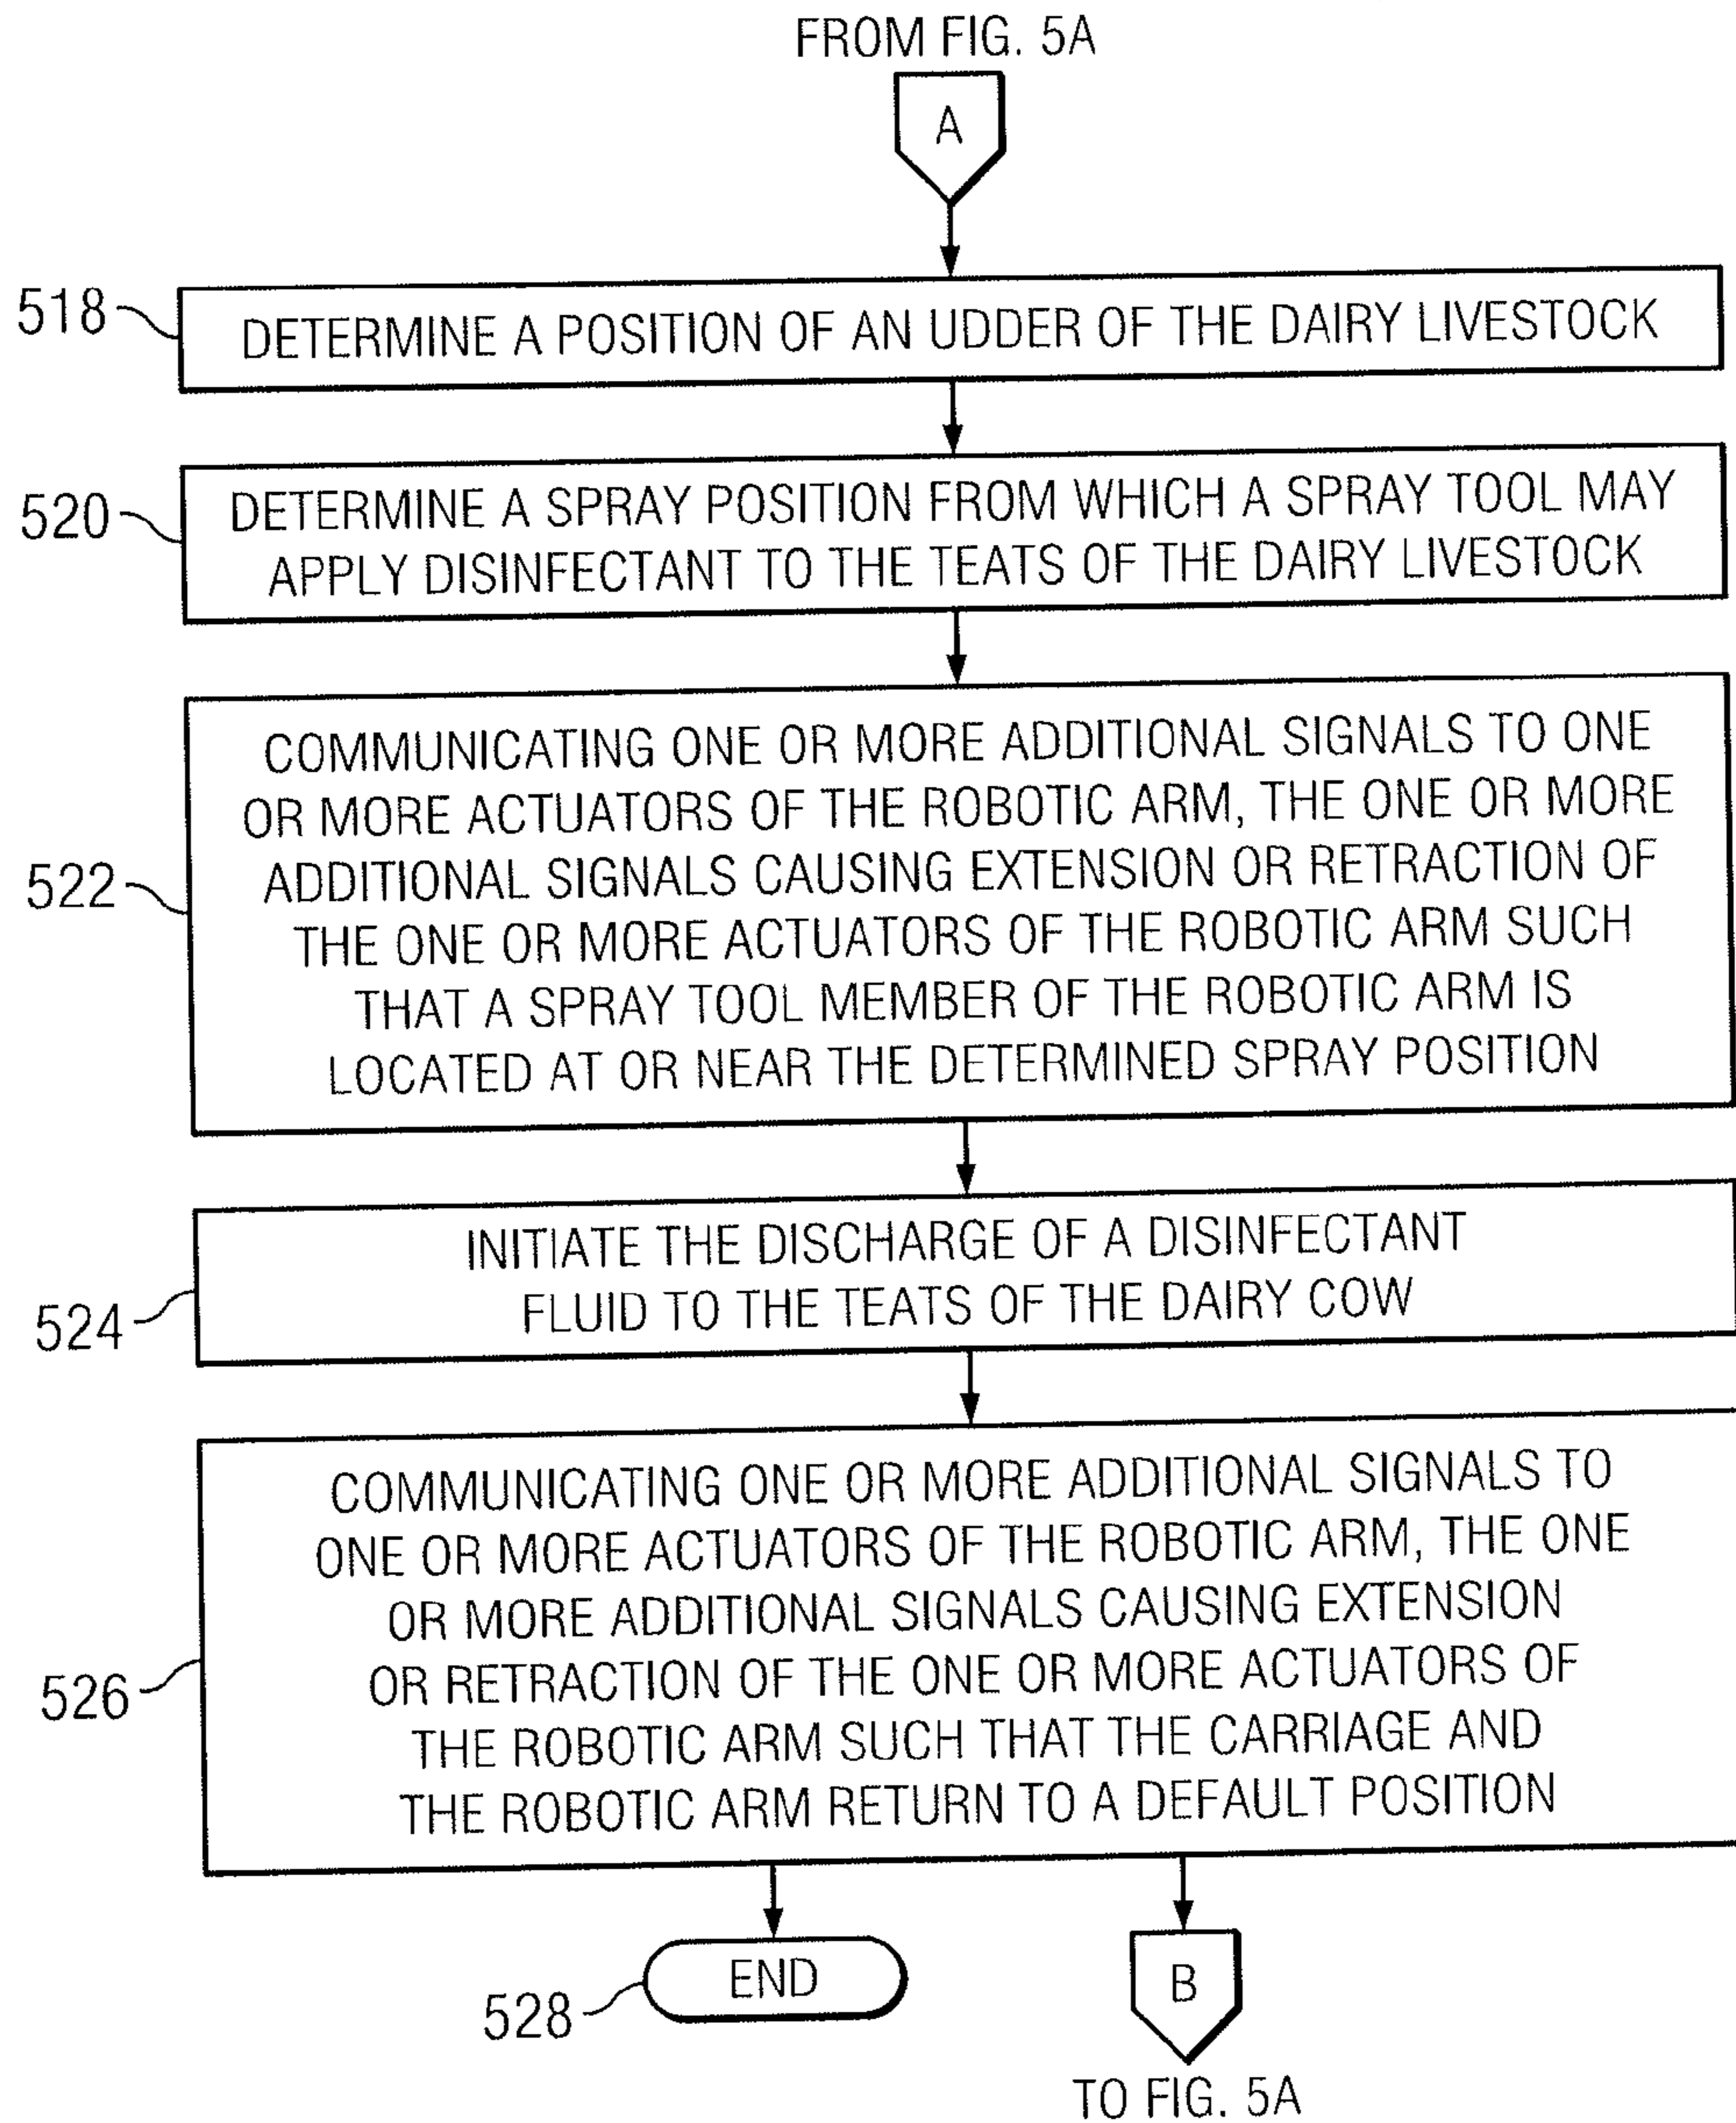 FROM FIG. 5A
A
518
DETERMINE A POSITION OF AN UDDER OF THE DAIRY LIVESTOCK
520
DETERMINE A SPRAY POSITION FROM WHICH A SPRAY TOOL MAY
APPLY DISINFECTANT TO THE TEATS OF THE DAIRY LIVESTOCK
522
COMMUNICATING ONE OR MORE ADDITIONAL SIGNALS TO ONE
OR MORE ACTUATORS OF THE ROBOTIC ARM, THE ONE OR MORE
ADDITIONAL SIGNALS CAUSING EXTENSION OR RETRACTION OF
THE ONE OR MORE ACTUATORS OF THE ROBOTIC ARM SUCH
THAT A SPRAY TOOL MEMBER OF THE ROBOTIC ARM IS
LOCATED AT OR NEAR THE DETERMINED SPRAY POSITION
524
INITIATE THE DISCHARGE OF A DISINFECTANT
FLUID TO THE TEATS OF THE DAIRY COW
526
COMMUNICATING ONE OR MORE ADDITIONAL SIGNALS TO
ONE OR MORE ACTUATORS OF THE ROBOTIC ARM, THE ONE
OR MORE ADDITIONAL SIGNALS CAUSING EXTENSION
OR RETRACTION OF THE ONE OR MORE ACTUATORS OF
THE ROBOTIC ARM SUCH THAT THE CARRIAGE AND
THE ROBOTIC ARM RETURN TO A DEFAULT POSITION
528
END
B
TO FIG. 5A